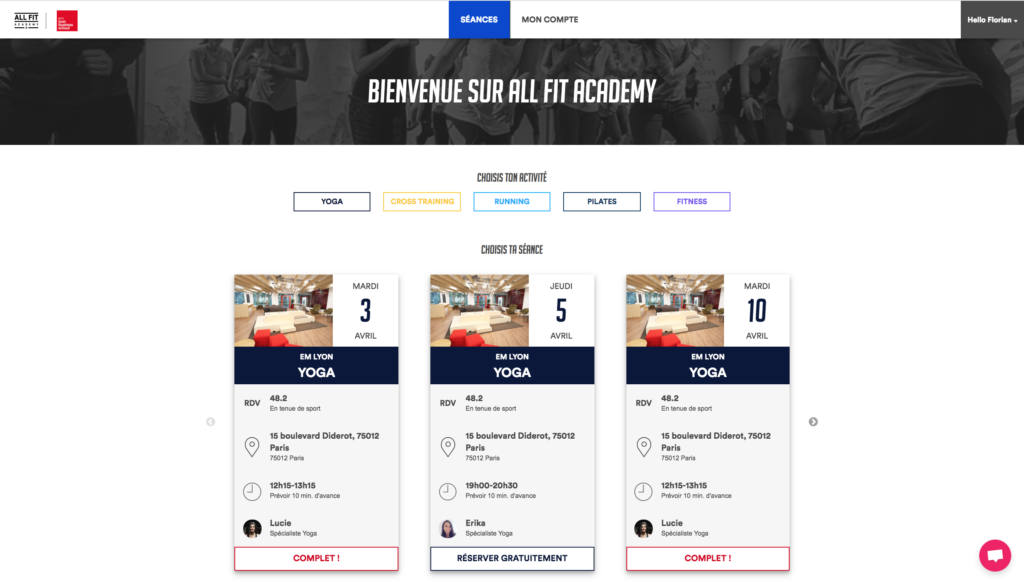 ALL FIT
ACADEMY
SÉANCES
MON COMPTE
Hello Florian
BIENVENUE SUR ALL FIT ACADEMY
CHOISIS TON ACTIVITÉ
YOGA
CROSS TRAINING
RUNNING
PILATES
FITNESS
CHOISIS TA SÉANCE
MARDI
3
AVRIL
EM LYON
YOGA
RDV
48.2
En tenue de sport
15 boulevard Diderot, 75012
Paris
75012 Paris
12h15-13h15
Prévoir 10 min. d'avance
Lucie
Spécialiste Yoga
COMPLET !
JEUDI
5
AVRIL
EM LYON
YOGA
RDV
48.2
En tenue de sport
15 boulevard Diderot, 75012
Paris
75012 Paris
19h00-20h30
Prévoir 10 min. d'avance
Erika
Spécialiste Yoga
RÉSERVER GRATUITEMENT
MARDI
10
AVRIL
EM LYON
YOGA
RDV
48.2
En tenue de sport
15 boulevard Diderot, 75012
Paris
75012 Paris
12h15-13h15
Prévoir 10 min. d'avance
Lucie
Spécialiste Yoga
COMPLET !